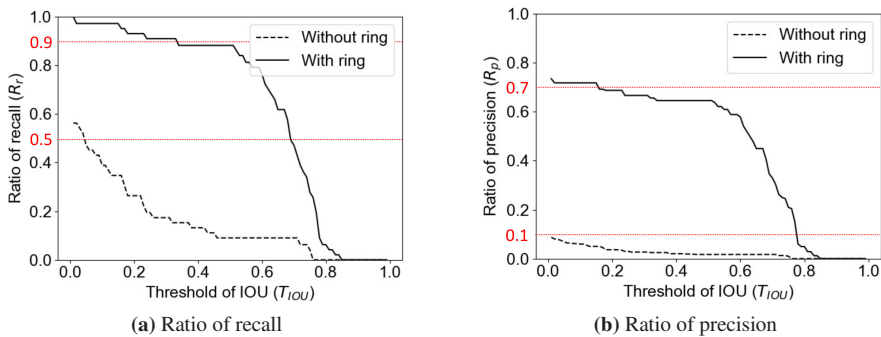 1.0
0.9
0.8
0.6
0.5
0.4
0.2
0.0
Ratio of recall (R_r)
Without ring
With ring
0.0 0.2 0.4 0.6 0.8 1.0
Threshold of IOU (T_IOU)
(a) Ratio of recall
1.0
0.8
0.7
0.6
0.4
0.2
0.1
0.0
Ratio of precision (R_p)
Without ring
With ring
0.0 0.2 0.4 0.6 0.8 1.0
Threshold of IOU (T_IOU)
(b) Ratio of precision